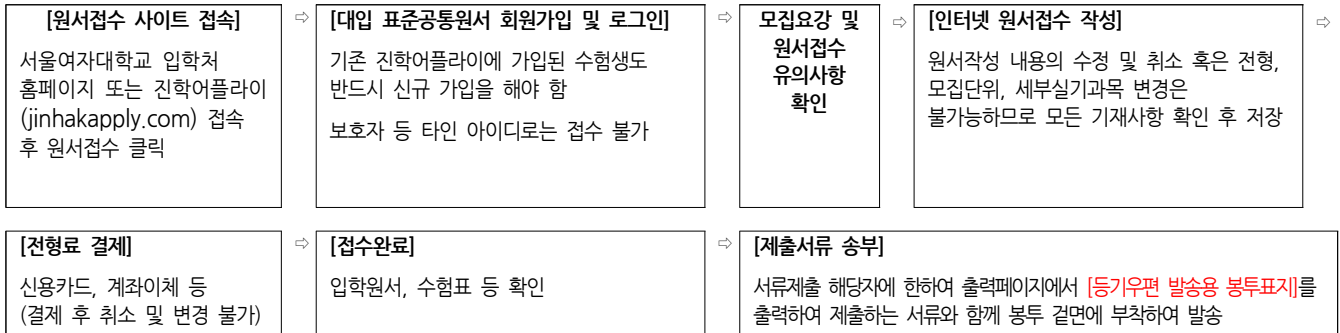 [원서접수 사이트 접속]
서울여자대학교 입학처
홈페이지 또는 진학어플라이
(jinhakapply.com) 접속
후 원서접수 클릭
⇨
[대입 표준공통원서 회원가입 및 로그인]
기존 진학어플라이에 가입된 수험생도
반드시 신규 가입을 해야 함
보호자 등 타인 아이디로는 접수 불가
⇨
모집요강 및
원서접수
유의사항
확인
⇨
[인터넷 원서접수 작성]
원서작성 내용의 수정 및 취소 혹은 전형,
모집단위, 세부실기과목 변경은
불가능하므로 모든 기재사항 확인 후 저장
⇨
[전형료 결제]
신용카드, 계좌이체 등
(결제 후 취소 및 변경 불가)
⇨
[접수완료]
입학원서, 수험표 등 확인
⇨
[제출서류 송부]
서류제출 해당자에 한하여 출력페이지에서 [등기우편 발송용 봉투표지]를
출력하여 제출하는 서류와 함께 봉투 겉면에 부착하여 발송